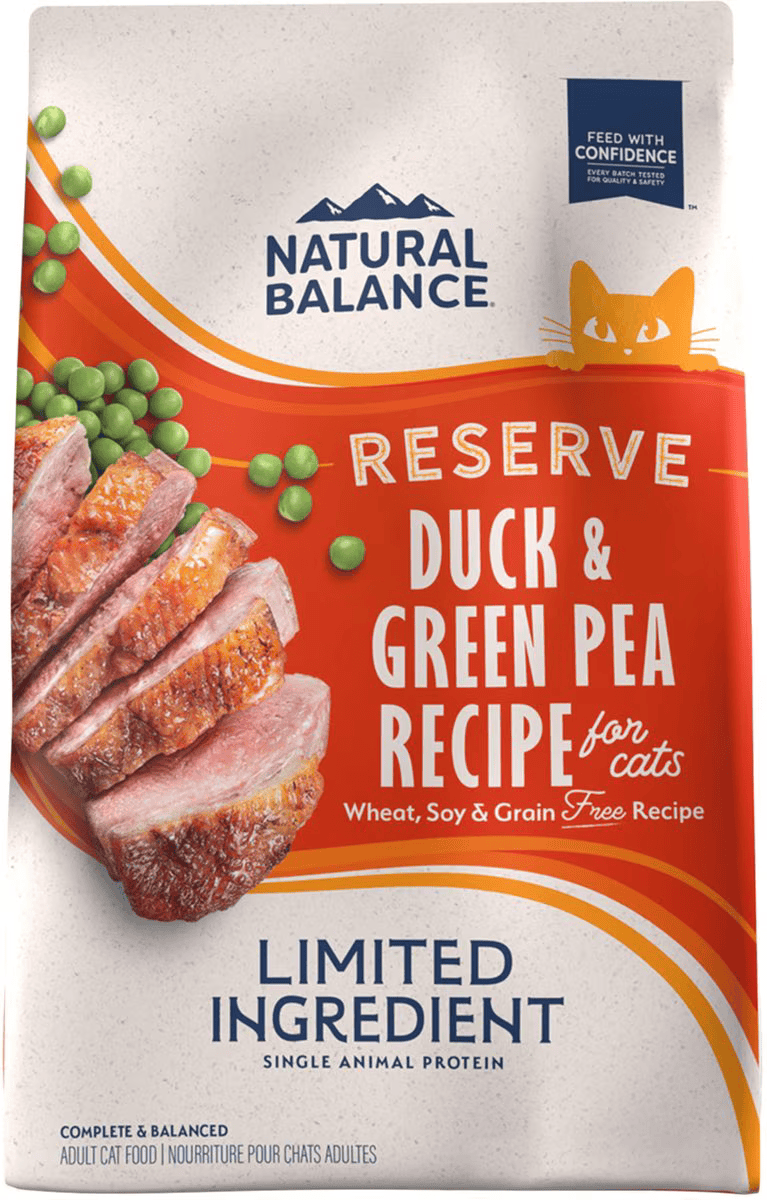 FEED WITH
CONFIDENCE
EVERY BATCH TESTED
FOR QUALITY & SAFETY
™
NATURAL
BALANCE®
RESERVE
DUCK &
GREEN PEA
RECIPE for cats
Wheat, Soy & Grain Free Recipe
LIMITED
INGREDIENT
SINGLE ANIMAL PROTEIN
COMPLETE & BALANCED
ADULT CAT FOOD | NOURRITURE POUR CHATS ADULTES